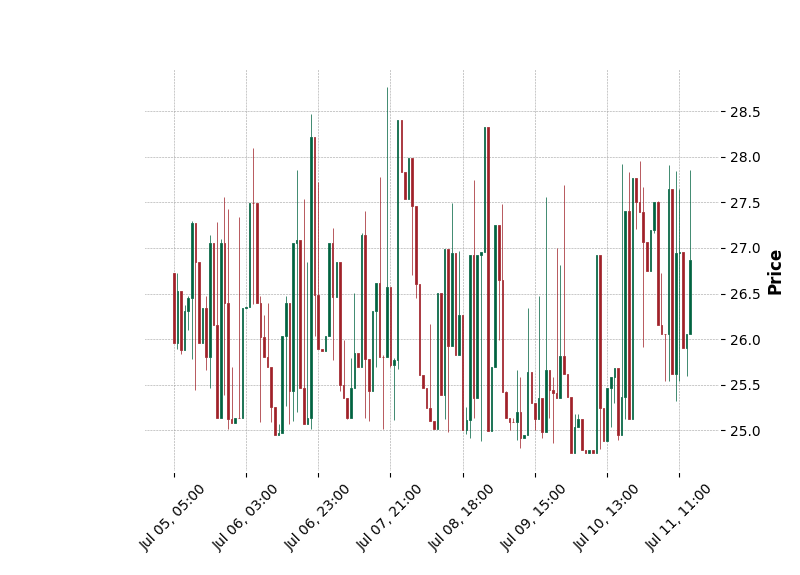 28.5
28.0
27.5
27.0
26.5
26.0
25.5
25.0
Price
Jul 05, 05:00
Jul 06, 03:00
Jul 06, 23:00
Jul 07, 21:00
Jul 08, 18:00
Jul 09, 15:00
Jul 10, 13:00
Jul 11, 11:00